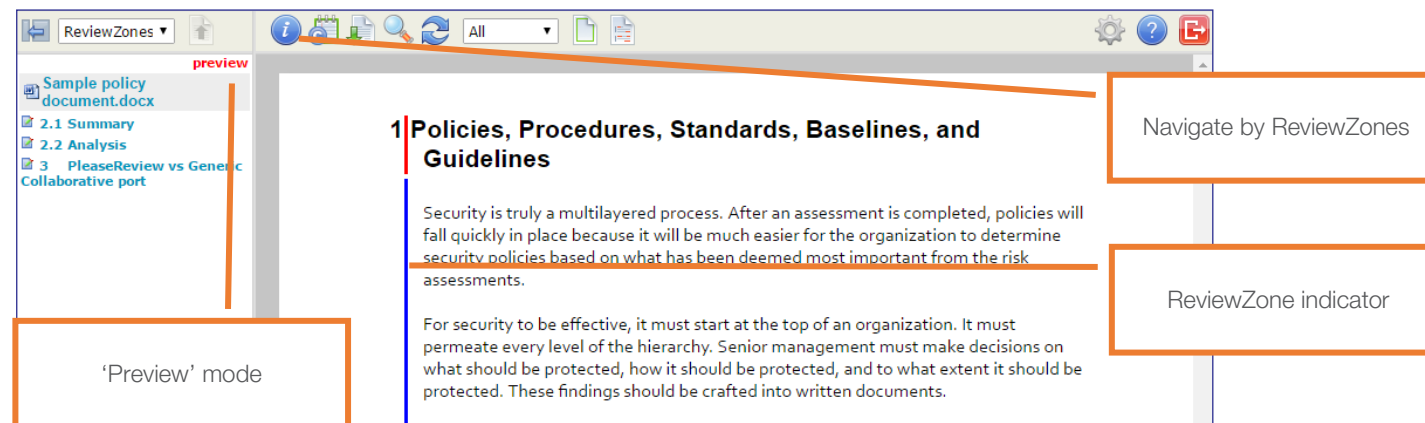 ReviewZones
All
preview
Sample policy
document.docx
2.1 Summary
2.2 Analysis
3 PleaseReview vs Generic
Collaborative port
1 Policies, Procedures, Standards, Baselines, and
Guidelines
Security is truly a multilayered process. After an assessment is completed, policies will
fall quickly in place because it will be much easier for the organization to determine
security policies based on what has been deemed most important from the risk
assessments.
For security to be effective, it must start at the top of an organization. It must
permeate every level of the hierarchy. Senior management must make decisions on
what should be protected, how it should be protected, and to what extent it should be
protected. These findings should be crafted into written documents.
Navigate by ReviewZones
ReviewZone indicator
‘Preview’ mode